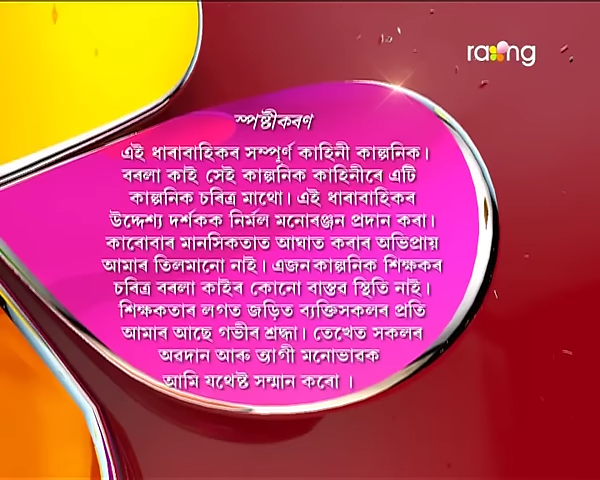 rang
স্পষ্টীকৰণ
এই ধাৰাবাহিকৰ সম্পূৰ্ণ কাহিনী কাল্পনিক।
বৰলা কাই সেই কাল্পনিক কাহিনীৰে এটি
কাল্পনিক চৰিত্ৰ মাথো। এই ধাৰাবাহিকৰ
উদ্দেশ্য দৰ্শকক নিৰ্মল মনোৰঞ্জন প্ৰদান কৰা।
কাৰোবাৰ মানসিকতাত আঘাত কৰাৰ অভিপ্ৰায়
আমাৰ তিলমানো নাই। এজন কাল্পনিক শিক্ষকৰ
চৰিত্ৰ বৰলা কাইৰ কোনো বাস্তৱ স্থিতি নাই।
শিক্ষকতাৰ লগত জড়িত ব্যক্তিসকলৰ প্ৰতি
আমাৰ আছে গভীৰ শ্ৰদ্ধা। তেখেত সকলৰ
অৱদান আৰু ত্যাগী মনোভাৱক
আমি যথেষ্ট সন্মান কৰো ।